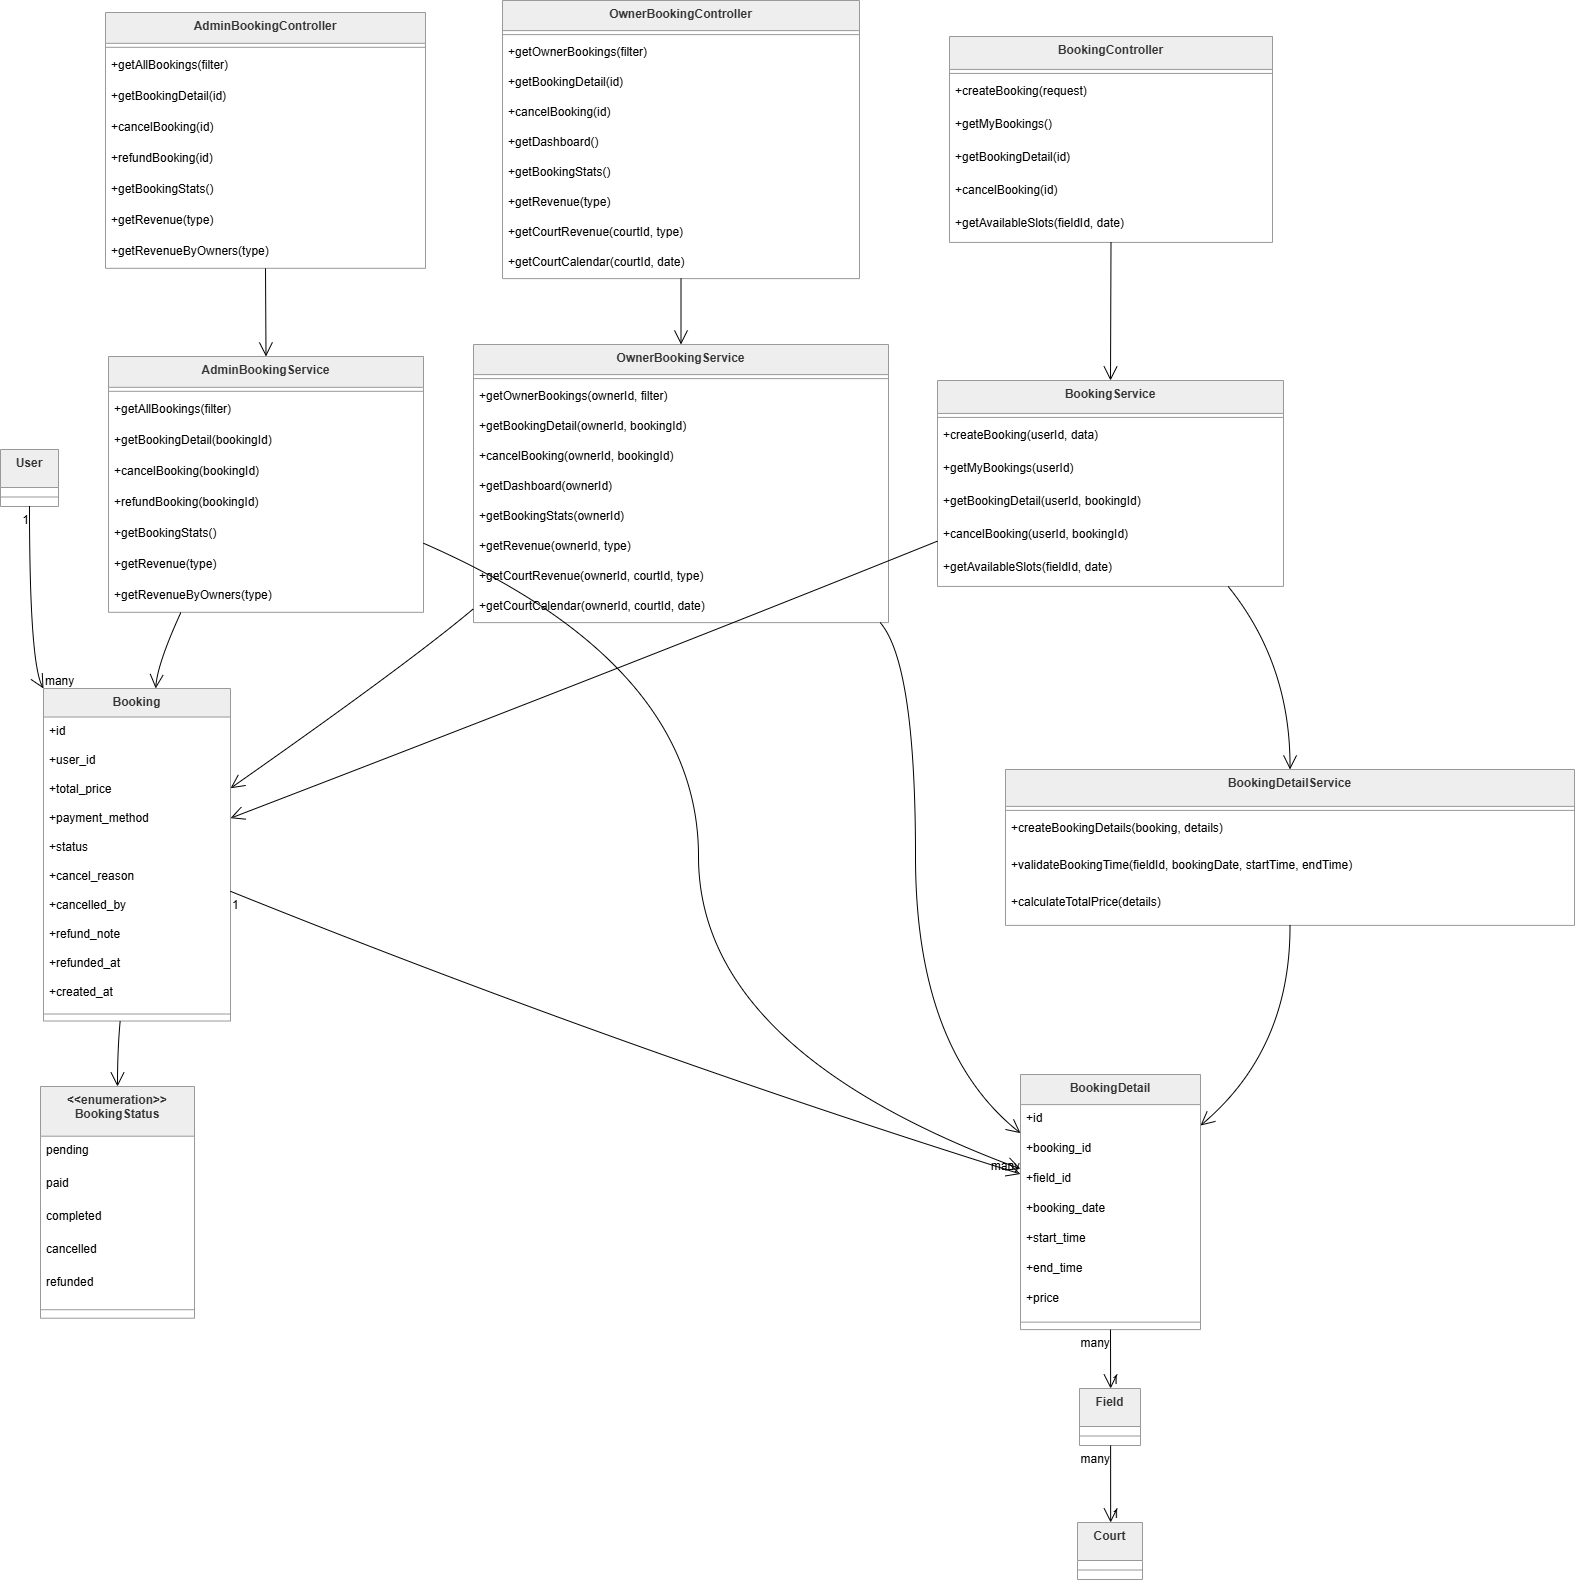 AdminBookingController
+getAllBookings(filter)
+getBookingDetail(id)
+cancelBooking(id)
+refundBooking(id)
+getBookingStats()
+getRevenue(type)
+getRevenueByOwners(type)
OwnerBookingController
+getOwnerBookings(filter)
+getBookingDetail(id)
+cancelBooking(id)
+getDashboard()
+getBookingStats()
+getRevenue(type)
+getCourtRevenue(courtId, type)
+getCourtCalendar(courtId, date)
BookingController
+createBooking(request)
+getMyBookings()
+getBookingDetail(id)
+cancelBooking(id)
+getAvailableSlots(fieldId, date)
AdminBookingService
+getAllBookings(filter)
+getBookingDetail(bookingId)
+cancelBooking(bookingId)
+refundBooking(bookingId)
+getBookingStats()
+getRevenue(type)
+getRevenueByOwners(type)
OwnerBookingService
+getOwnerBookings(ownerId, filter)
+getBookingDetail(ownerId, bookingId)
+cancelBooking(ownerId, bookingId)
+getDashboard(ownerId)
+getBookingStats(ownerId)
+getRevenue(ownerId, type)
+getCourtRevenue(ownerId, courtId, type)
+getCourtCalendar(ownerId, courtId, date)
BookingService
+createBooking(userId, data)
+getMyBookings(userId)
+getBookingDetail(userId, bookingId)
+cancelBooking(userId, bookingId)
+getAvailableSlots(fieldId, date)
User
1
many
Booking
+id
+user_id
+total_price
+payment_method
+status
+cancel_reason
+cancelled_by
+refund_note
+refunded_at
+created_at
1
many
BookingDetailService
+createBookingDetails(booking, details)
+validateBookingTime(fieldId, bookingDate, startTime, endTime)
+calculateTotalPrice(details)
<<enumeration>>
BookingStatus
pending
paid
completed
cancelled
refunded
BookingDetail
+id
+booking_id
+field_id
+booking_date
+start_time
+end_time
+price
many
1
Field
many
1
Court